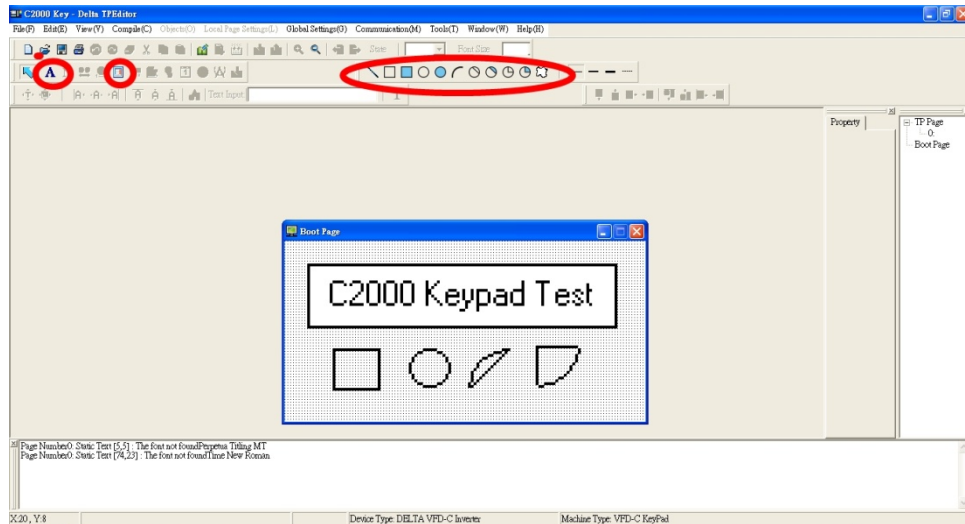 C2000 Key - Delta TPEditor
File(F) Edit(E) View(V) Compile(C) Objects(O) Local Page Settings(L) Global Settings(G) Communication(M) Tools(T) Window(W) Help(H)
Size Font Size
A
Text Input
Property
TP Page
0:
Boot Page
Boot Page
C2000 Keypad Test
Page Number0: Static Text [5,5] : The font not foundPerpetua Titling MT
Page Number0: Static Text [74,23] : The font not foundTime New Roman
X:20 , Y:8 Device Type: DELTA VFD-C Inverter Machine Type: VFD-C KeyPad